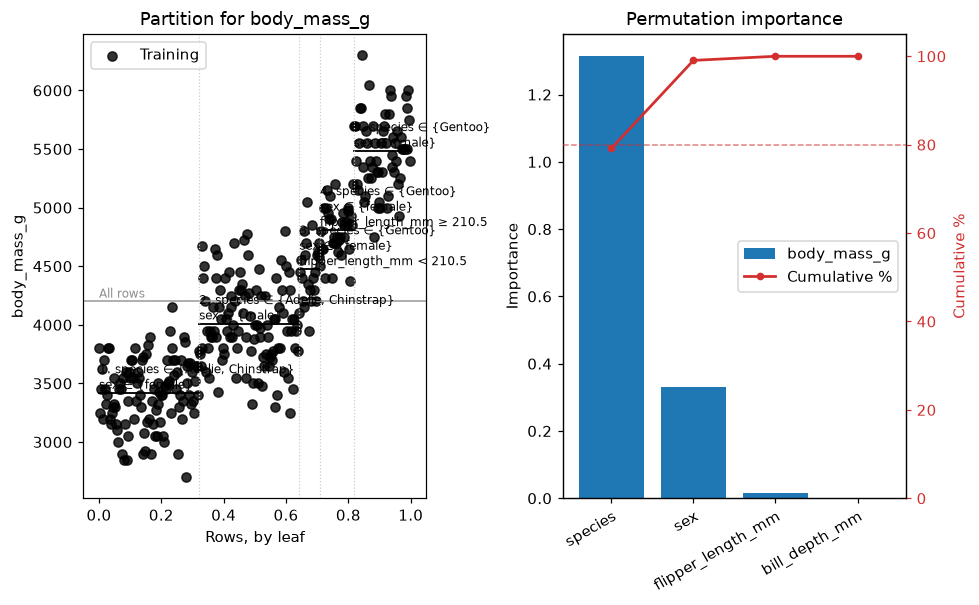 Partition for body_mass_g
Training
6000
5500
5000
4500
4000
3500
3000
body_mass_g
species ∈ {Gentoo}
species ∈ {Gentoo}
flipper_length_mm ≥ 210.5
{Gentoo}
flipper_length_mm < 210.5
All rows
species ∈ {Adelie, Chinstrap}
sex
Chinstrap}
0.0
0.2
0.4
0.6
0.8
1.0
Rows, by leaf
Permutation importance
1.2
1.0
0.8
0.6
0.4
0.2
0.0
Importance
body_mass_g
Cumulative %
100
80
60
40
20
0
Cumulative %
species
sex
flipper_length_mm
bill_depth_mm